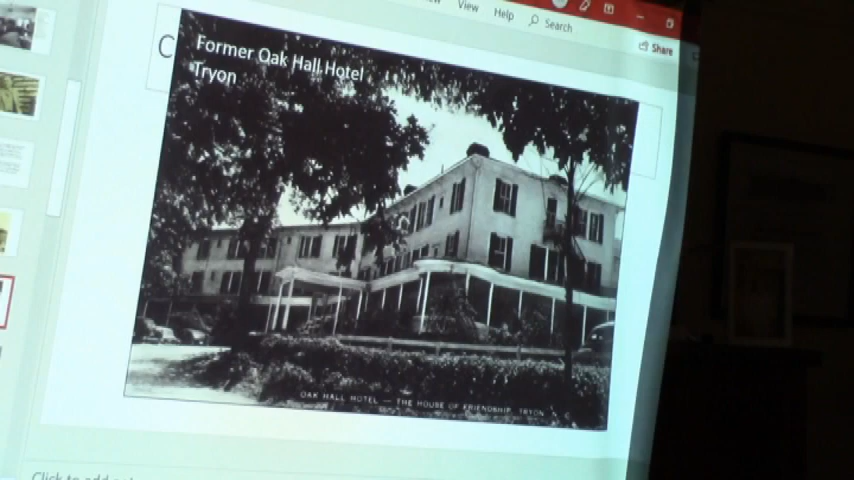 View
Help
Search
Share
C
Former Oak Hall Hotel
Tryon
OAK HALL HOTEL — THE HOUSE OF FRIENDSHIP, TRYON
Click to add